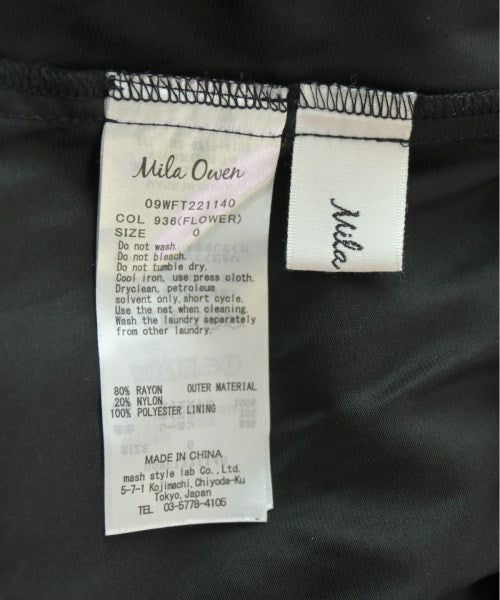 Mila Owen
09WFT221140
COL 936(FLOWER)
SIZE 0
Do not wash.
Do not bleach.
Do not tumble dry.
Cool iron, use press cloth.
Dryclean, petroleum
solvent only, short cycle.
Use the net when cleaning.
Wash the laundry separately
from other laundry.
80% RAYON OUTER MATERIAL
20% NYLON
100% POLYESTER LINING
MADE IN CHINA
mash style lab Co., Ltd.
5-7-1 Kojimachi, Chiyoda-Ku
Tokyo, Japan
TEL 03-5778-4105
Mila